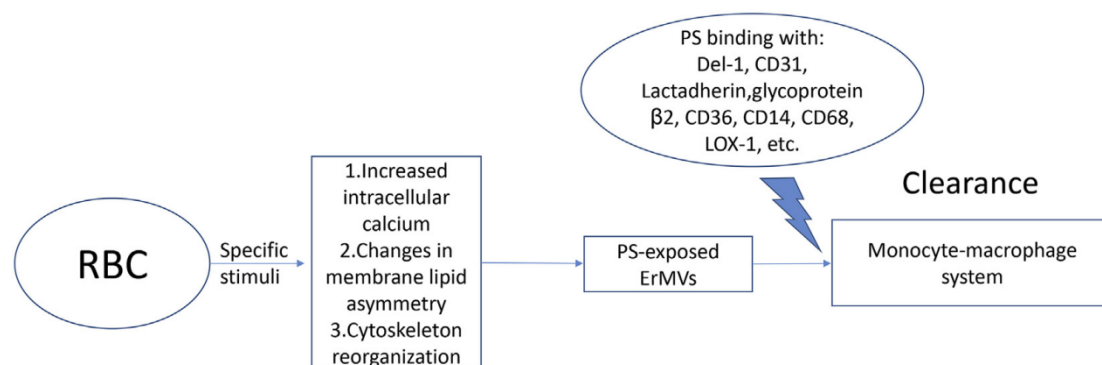 PS binding with:
Del-1, CD31,
Lactadherin,glycoprotein
β2, CD36, CD14, CD68,
LOX-1, etc.
Clearance
RBC
Specific
stimuli
1.Increased
intracellular
calcium
2.Changes in
membrane lipid
asymmetry
3.Cytoskeleton
reorganization
PS-exposed
ErMVs
Monocyte-macrophage
system